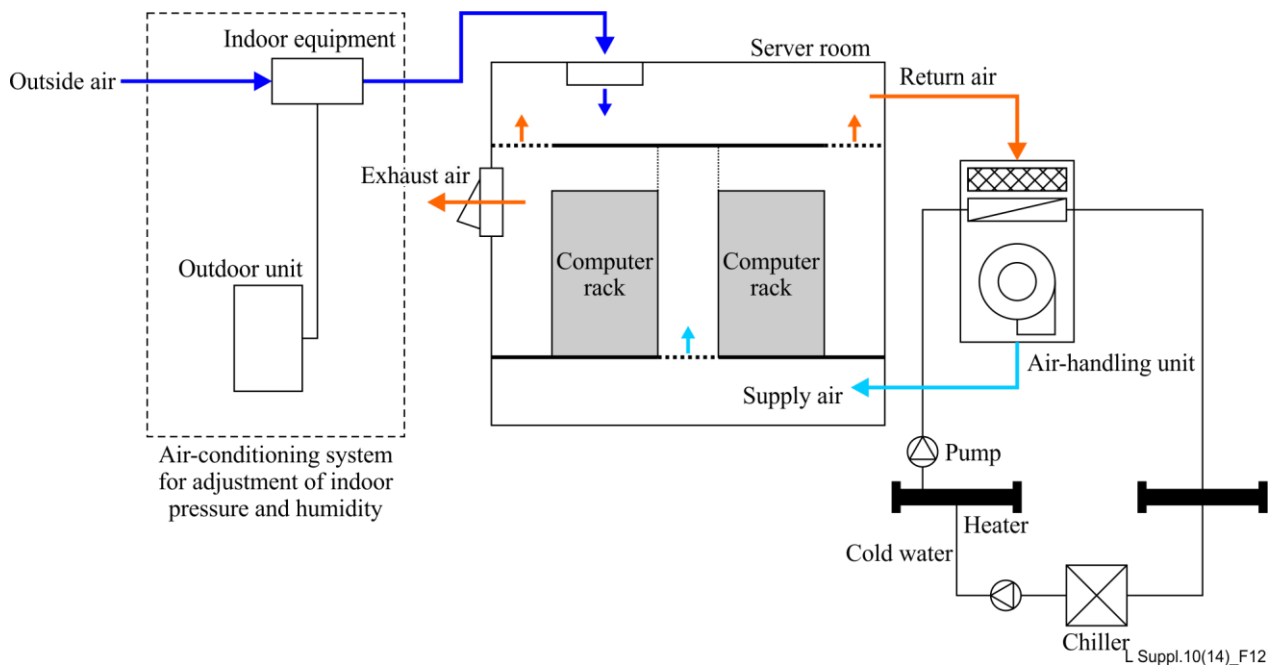 Indoor equipment
Outside air
Server room
Return air
Exhaust air
Computer
rack
Computer
rack
Outdoor unit
Air-handling unit
Supply air
Air-conditioning system
for adjustment of indoor
pressure and humidity
Pump
Heater
Cold water
Chiller
L Suppl.10(14)_F12